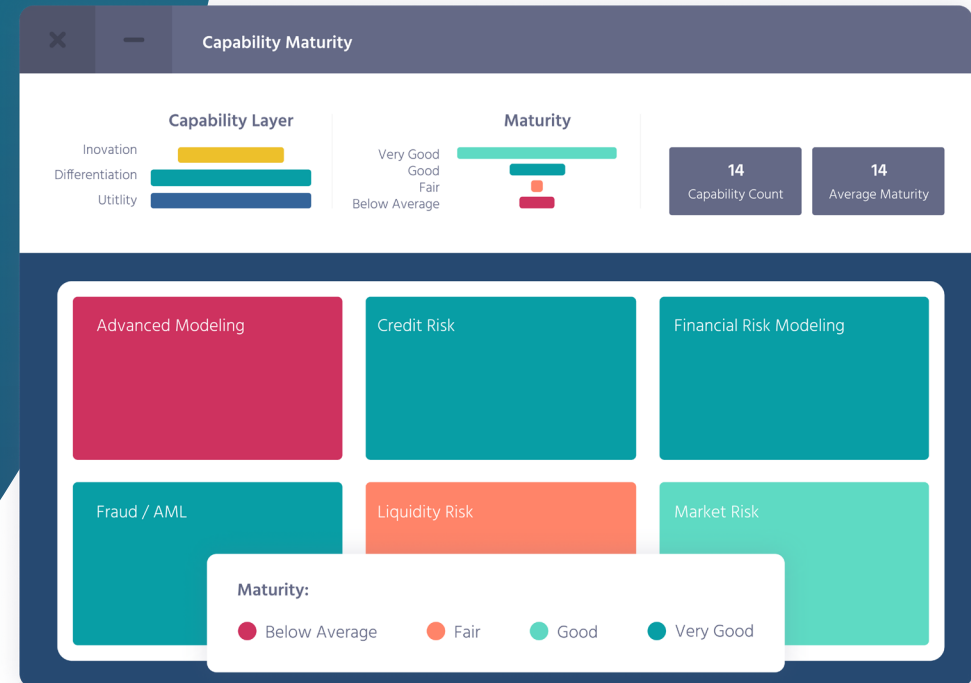 Capability Maturity
Capability Layer
Inovation
Differentiation
Utitlity
Maturity
Very Good
Good
Fair
Below Average
14
Capability Count
14
Average Maturity
Advanced Modeling
Credit Risk
Financial Risk Modeling
Fraud / AML
Liquidity Risk
Market Risk
Maturity:
Below Average
Fair
Good
Very Good